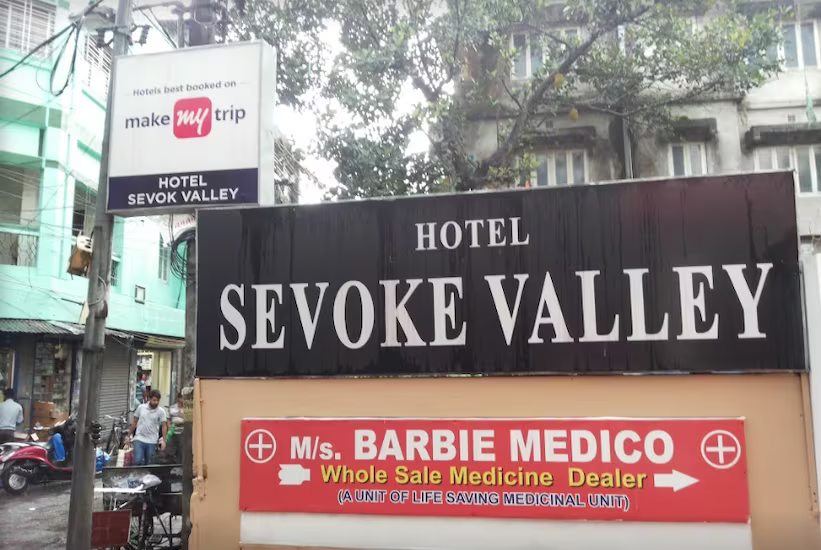 Hotels best booked on
make my trip
HOTEL
SEVOK VALLEY
HOTEL
SEVOKE VALLEY
M/s. BARBIE MEDICO
Whole Sale Medicine Dealer
(A UNIT OF LIFE SAVING MEDICINAL UNIT)